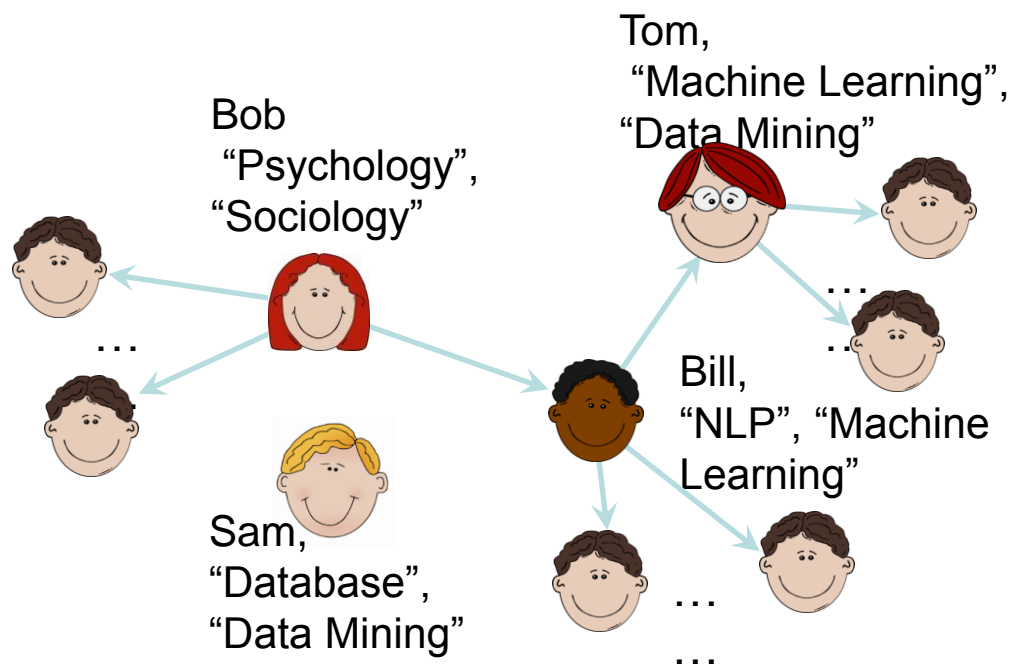 Tom,
“Machine Learning”,
“Data Mining”
Bob
“Psychology”,
“Sociology”
…
…
…
Bill,
“NLP”, “Machine
Learning”
Sam,
“Database”,
“Data Mining”
…
…